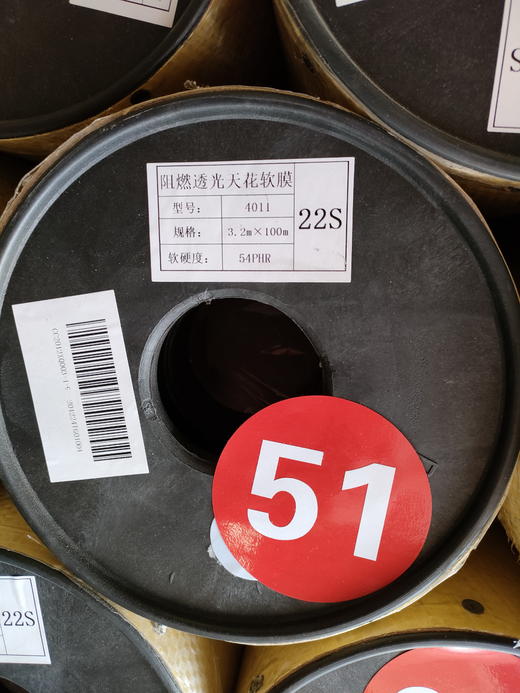 阻燃透光天花软膜
型号: 4011
规格: 3.2m×100m
软硬度: 54PHR
22S
51
22S